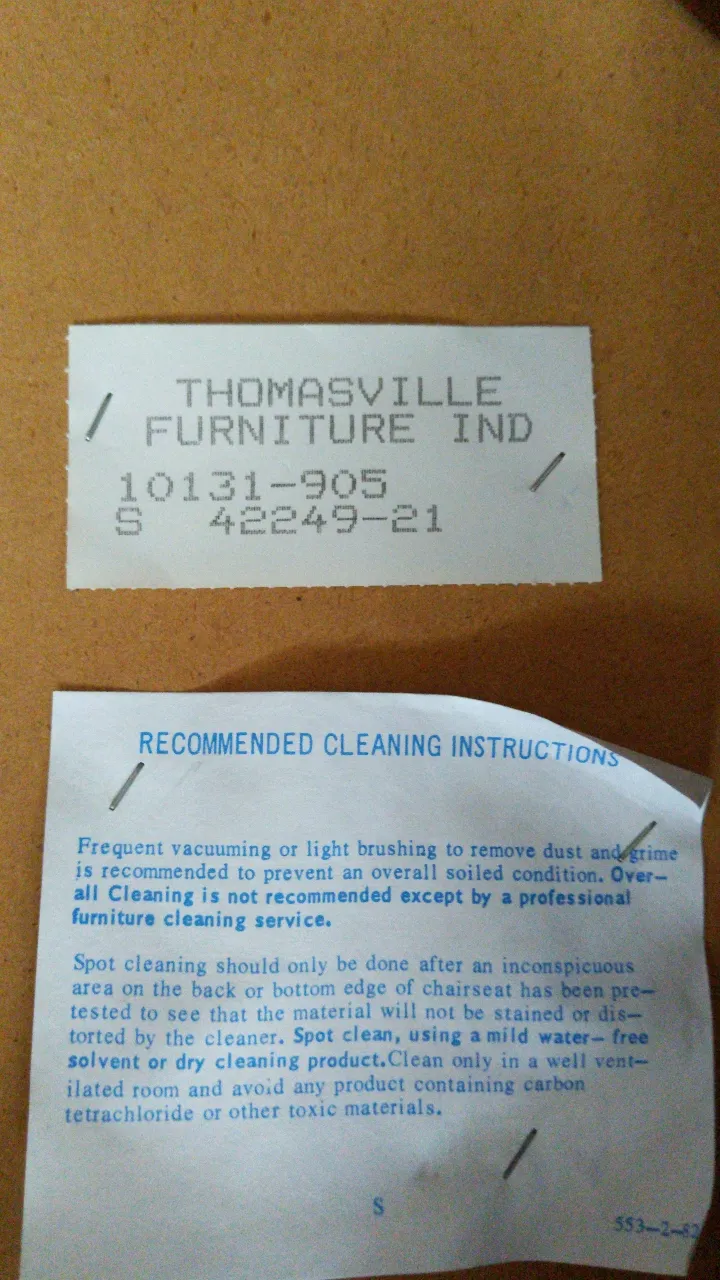 THOMASVILLE
FURNITURE IND
10131-905
S 42249-21
RECOMMENDED CLEANING INSTRUCTIONS
Frequent vacuuming or light brushing to remove dust and grime
is recommended to prevent an overall soiled condition. Over-
all Cleaning is not recommended except by a professional
furniture cleaning service.
Spot cleaning should only be done after an inconspicuous
area on the back or bottom edge of chairseat has been pre-
tested to see that the material will not be stained or dis-
torted by the cleaner. Spot clean, using a mild water- free
solvent or dry cleaning product.Clean only in a well vent-
ilated room and avoid any product containing carbon
tetrachloride or other toxic materials.
S
553-2-82